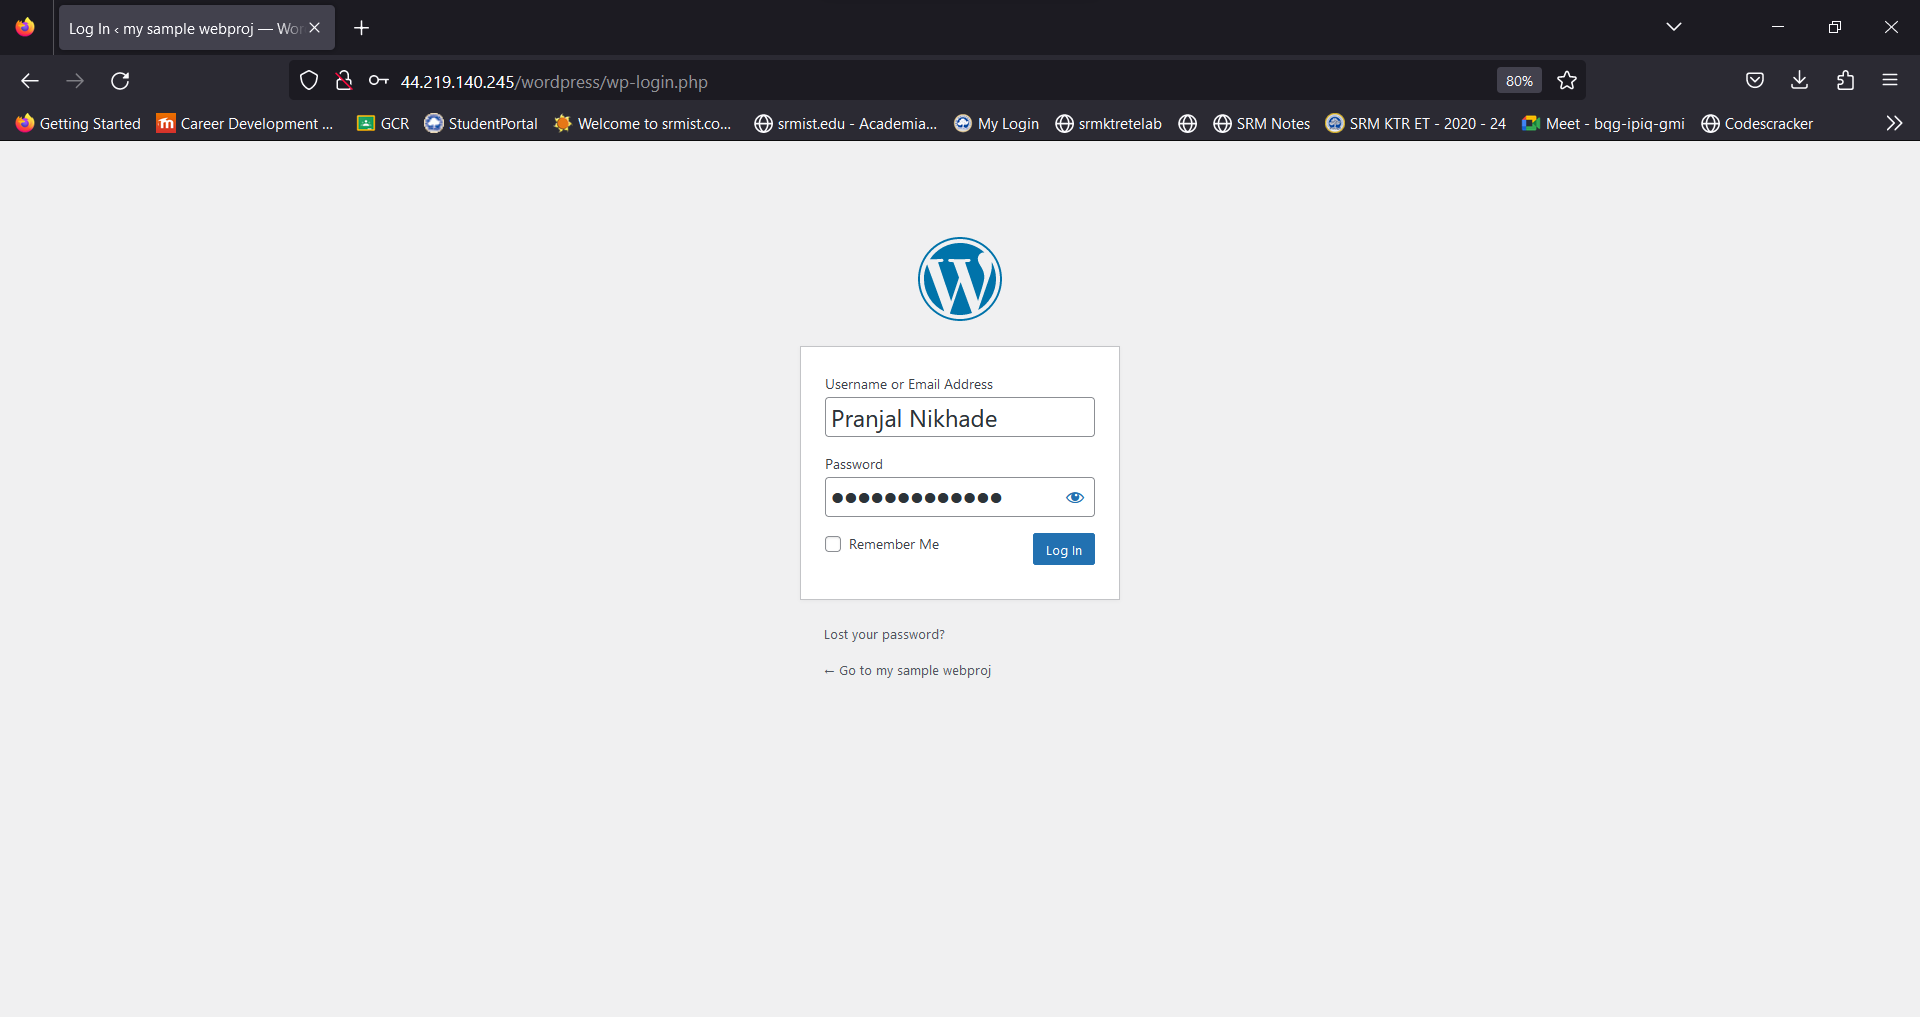 Log In ‹ my sample webproj — Wor
44.219.140.245/wordpress/wp-login.php
80%
Getting Started
Career Development ...
GCR
StudentPortal
Welcome to srmist.co...
srmist.edu - Academia...
My Login
srmktretelab
SRM Notes
SRM KTR ET - 2020 - 24
Meet - bqg-ipiq-gmi
Codescracker
Username or Email Address
Pranjal Nikhade
Password
Remember Me
Log In
Lost your password?
← Go to my sample webproj